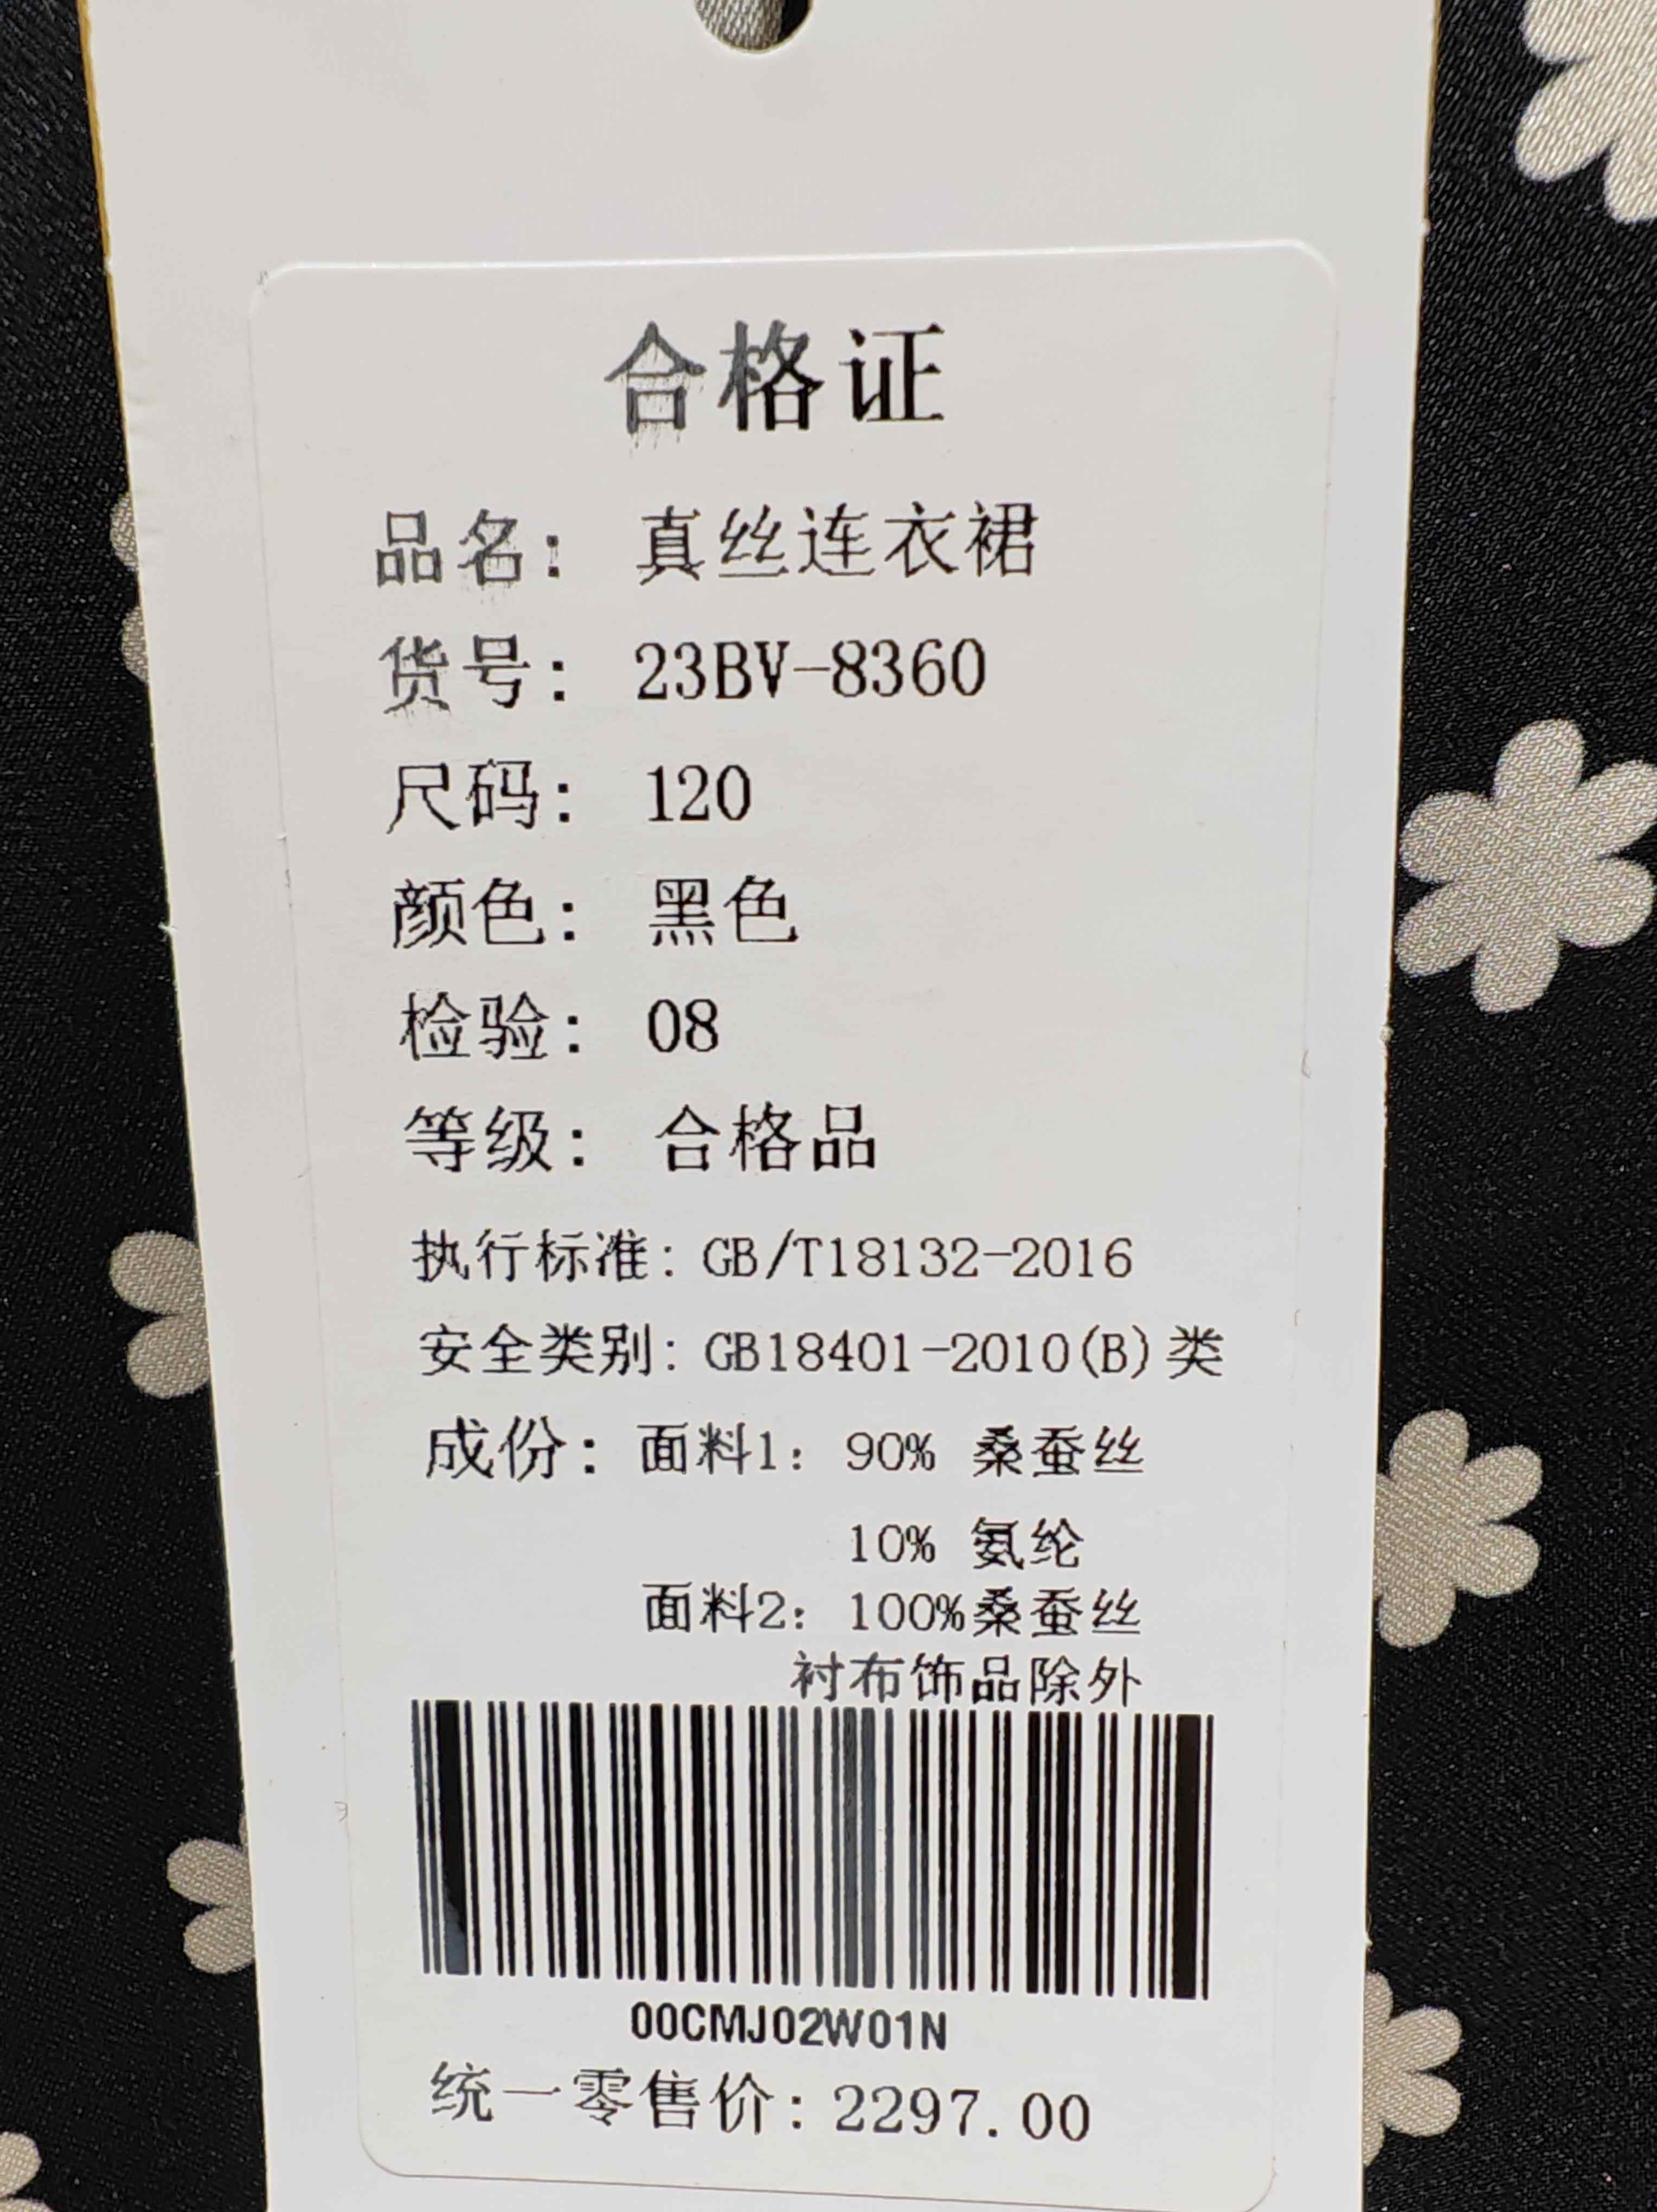 合格证
品名: 真丝连衣裙
货号: 23BV-8360
尺码: 120
颜色: 黑色
检验: 08
等级: 合格品
执行标准: GB/T18132-2016
安全类别: GB18401-2010(B)类
成份: 面料1: 90% 桑蚕丝
10% 氨纶
面料2: 100%桑蚕丝
衬布饰品除外
00CMJ02W01N
统一零售价: 2297.00